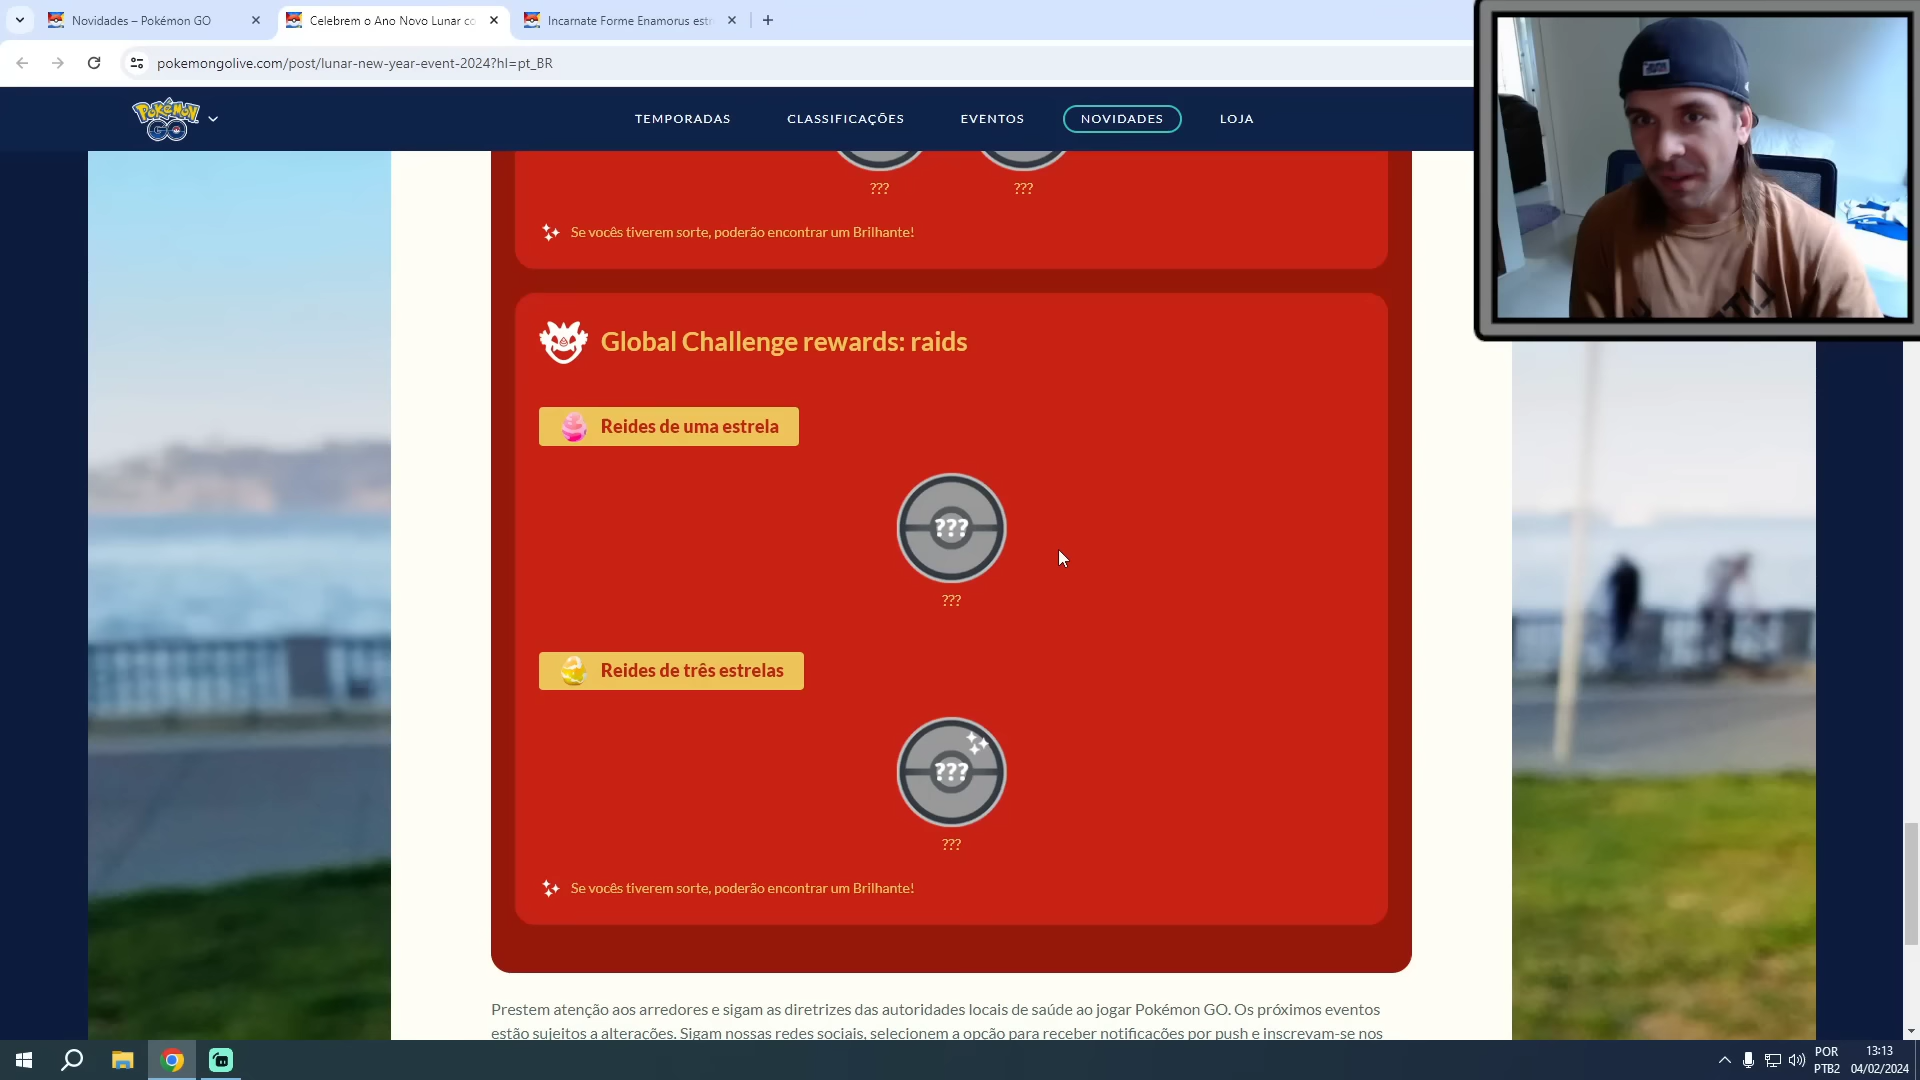 Novidades – Pokémon GO
Celebrem o Ano Novo Lunar co
Incarnate Forme Enamorus estr
pokemongolive.com/post/lunar-new-year-event-2024?hl=pt_BR
POKÉMON GO
TEMPORADAS
CLASSIFICAÇÕES
EVENTOS
NOVIDADES
LOJA
???
???
Se vocês tiverem sorte, poderão encontrar um Brilhante!
Global Challenge rewards: raids
Reides de uma estrela
???
???
Reides de três estrelas
???
???
Se vocês tiverem sorte, poderão encontrar um Brilhante!
Prestem atenção aos arredores e sigam as diretrizes das autoridades locais de saúde ao jogar Pokémon GO. Os próximos eventos
estão sujeitos a alterações. Sigam nossas redes sociais, selecionem a opção para receber notificações por push e inscrevam-se nos
POR
PTB2
13:13
04/02/2024